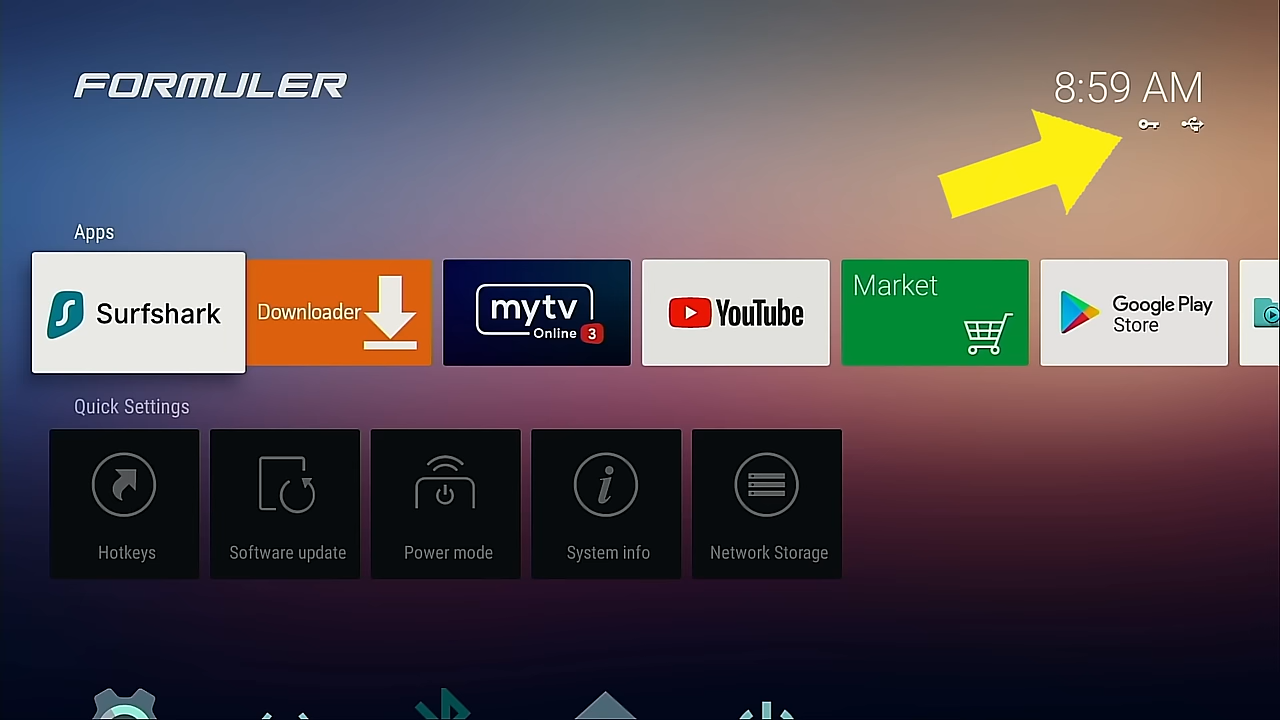 FORMULER
8:59 AM
Apps
Surfshark
Downloader
mytv
Online 3
YouTube
Market
Google Play
Store
Quick Settings
Hotkeys
Software update
Power mode
System info
Network Storage